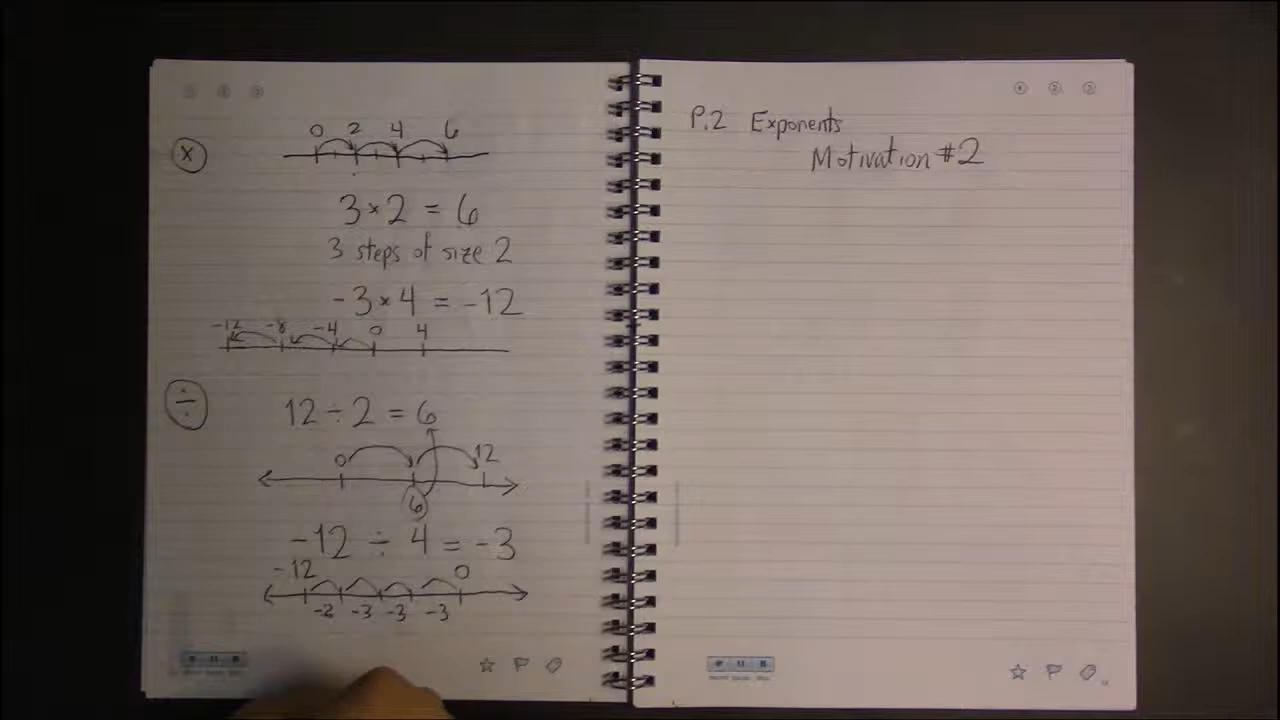 ×
0 2 4 6
3 × 2 = 6
3 steps of size 2
-3 × 4 = -12
-12 -8 -4 0 4
÷
12 ÷ 2 = 6
0 12
6
-12 ÷ 4 = -3
-12 0
-2 -3 -3 -3
P.2 Exponents
Motivation #2